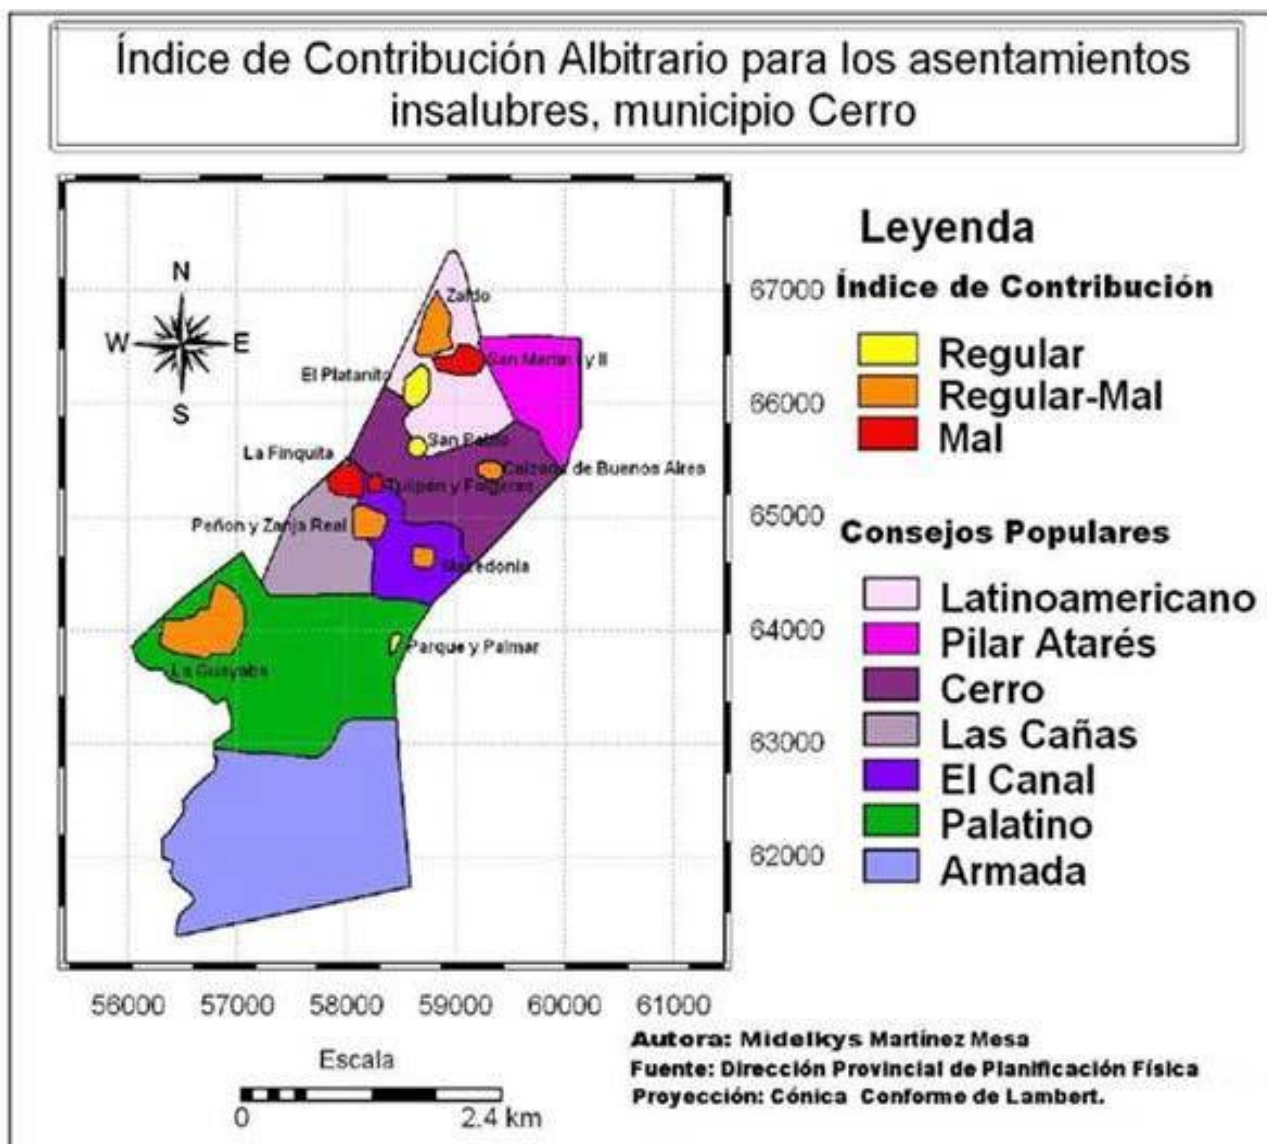 Índice de Contribución Albitrario para los asentamientos
insalubres, municipio Cerro
N
W E
S
Zaldo
San Martin I y II
El Platanito
San Pablo
La Finquita
Calzada de Buenos Aires
Tulipan y Falgeras
Peñon y Zanja Real
Macedonia
Parque y Palmar
La Guayaba
67000
66000
65000
64000
63000
62000
56000 57000 58000 59000 60000 61000
Escala
0 2.4 km
Leyenda
Índice de Contribución
Regular
Regular-Mal
Mal
Consejos Populares
Latinoamericano
Pilar Atarés
Cerro
Las Cañas
El Canal
Palatino
Armada
Autora: Midelkys Martínez Mesa
Fuente: Dirección Provincial de Planificación Física
Proyección: Cónica Conforme de Lambert.